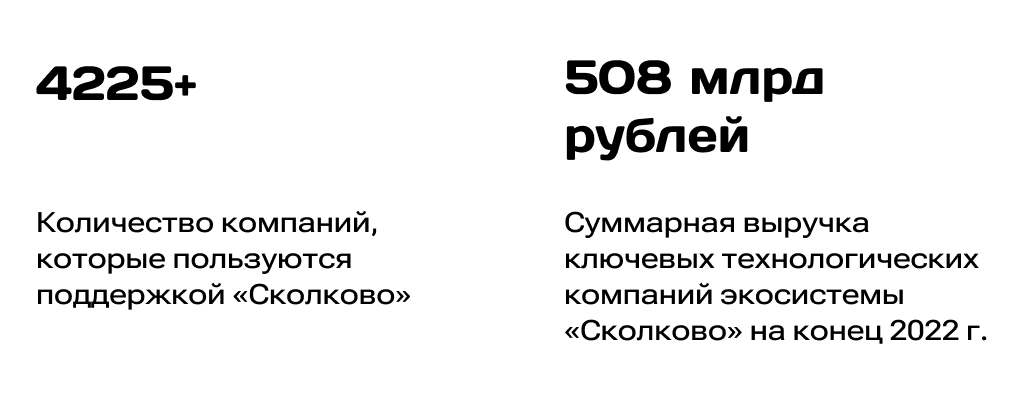 4225+
Количество компаний,
которые пользуются
поддержкой «Сколково»
508 млрд
рублей
Суммарная выручка
ключевых технологических
компаний экосистемы
«Сколково» на конец 2022 г.